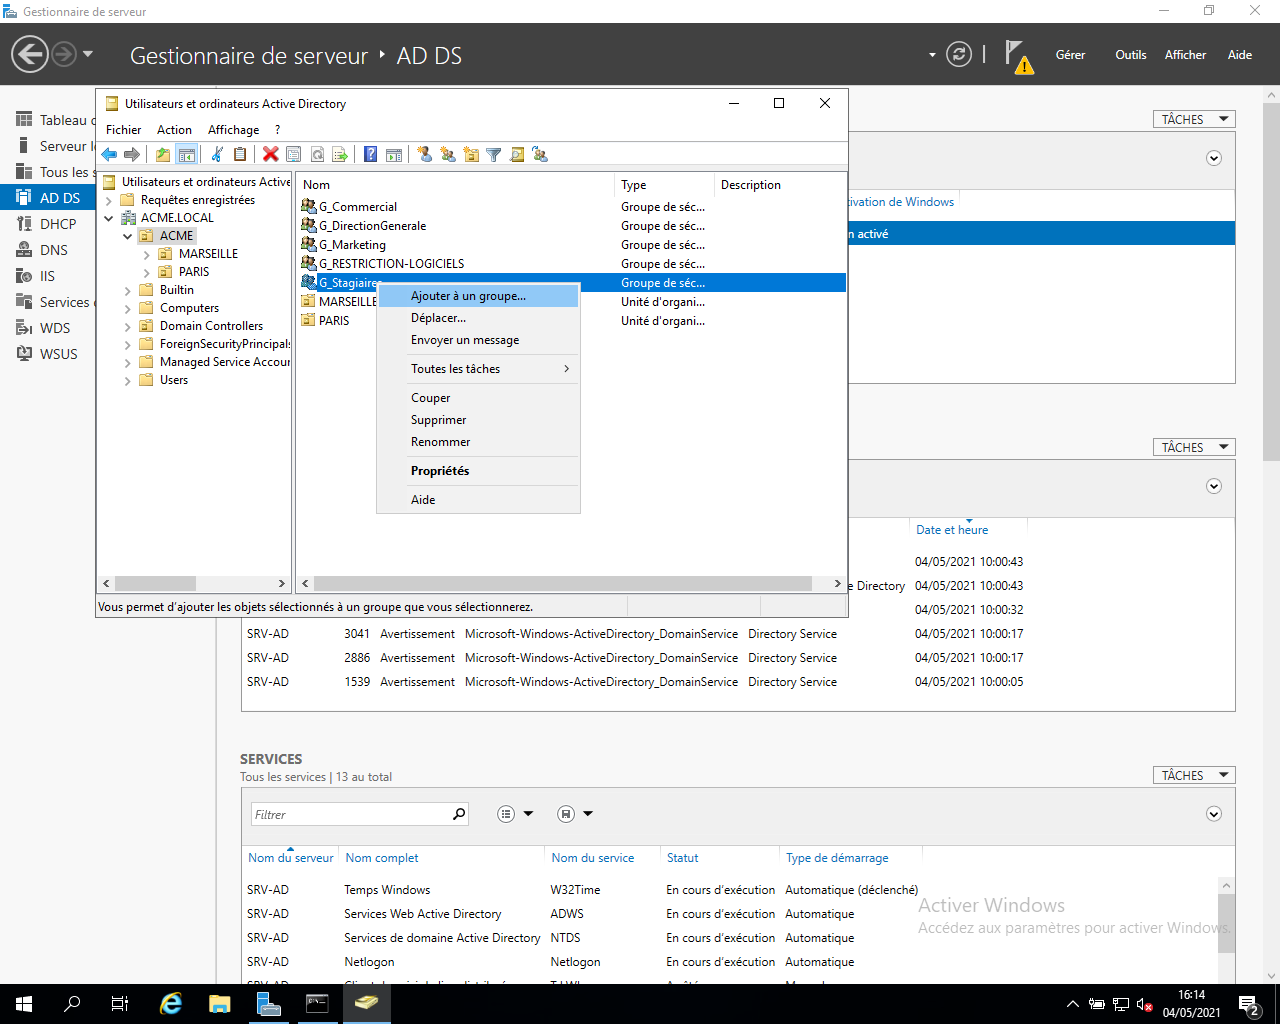 Gestionnaire de serveur
Gestionnaire de serveur
AD DS
Gérer
Outils
Afficher
Aide
Tableau
Serveur
Tous les
AD DS
DHCP
DNS
IIS
Services
WDS
WSUS
Utilisateurs et ordinateurs Active Directory
Fichier
Action
Affichage
?
Utilisateurs et ordinateurs Active
Requêtes enregistrées
ACME.LOCAL
ACME
MARSEILLE
PARIS
Builtin
Computers
Domain Controllers
ForeignSecurityPrincipals
Managed Service Accou
Users
Nom
Type
Description
G_Commercial
Groupe de séc...
G_DirectionGenerale
Groupe de séc...
G_Marketing
Groupe de séc...
G_RESTRICTION-LOGICIELS
Groupe de séc...
G_Stagiaires
Groupe de séc...
MARSEILLE
Unité d'organi...
PARIS
Unité d'organi...
Ajouter à un groupe...
Déplacer...
Envoyer un message
Toutes les tâches
Couper
Supprimer
Renommer
Propriétés
Aide
Vous permet d'ajouter les objets sélectionnés à un groupe que vous sélectionnerez.
TÂCHES
ivation de Windows
n activé
TÂCHES
Date et heure
04/05/2021 10:00:43
e Directory 04/05/2021 10:00:43
04/05/2021 10:00:32
SRV-AD 3041 Avertissement Microsoft-Windows-ActiveDirectory_DomainService Directory Service 04/05/2021 10:00:17
SRV-AD 2886 Avertissement Microsoft-Windows-ActiveDirectory_DomainService Directory Service 04/05/2021 10:00:17
SRV-AD 1539 Avertissement Microsoft-Windows-ActiveDirectory_DomainService Directory Service 04/05/2021 10:00:05
SERVICES
Tous les services | 13 au total
TÂCHES
Filtrer
Nom du serveur Nom complet Nom du service Statut Type de démarrage
SRV-AD Temps Windows W32Time En cours d'exécution Automatique (déclenché)
SRV-AD Services Web Active Directory ADWS En cours d'exécution Automatique
SRV-AD Services de domaine Active Directory NTDS En cours d'exécution Automatique
SRV-AD Netlogon Netlogon En cours d'exécution Automatique
Activer Windows
Accédez aux paramètres pour activer Windows.
16:14
04/05/2021
2